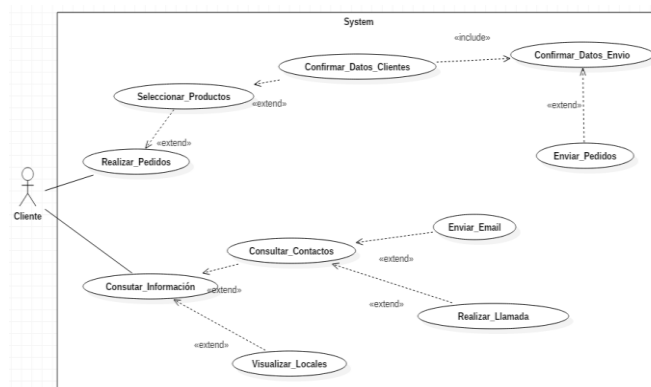 System
«include»
Confirmar_Datos_Envio
Confirmar_Datos_Clientes
Seleccionar_Productos
«extend»
«extend»
«extend»
Realizar_Pedidos
Enviar_Pedidos
Cliente
Enviar_Email
Consultar_Contactos
«extend»
Consutar_Información
«extend»
«extend»
Realizar_Llamada
«extend»
Visualizar_Locales